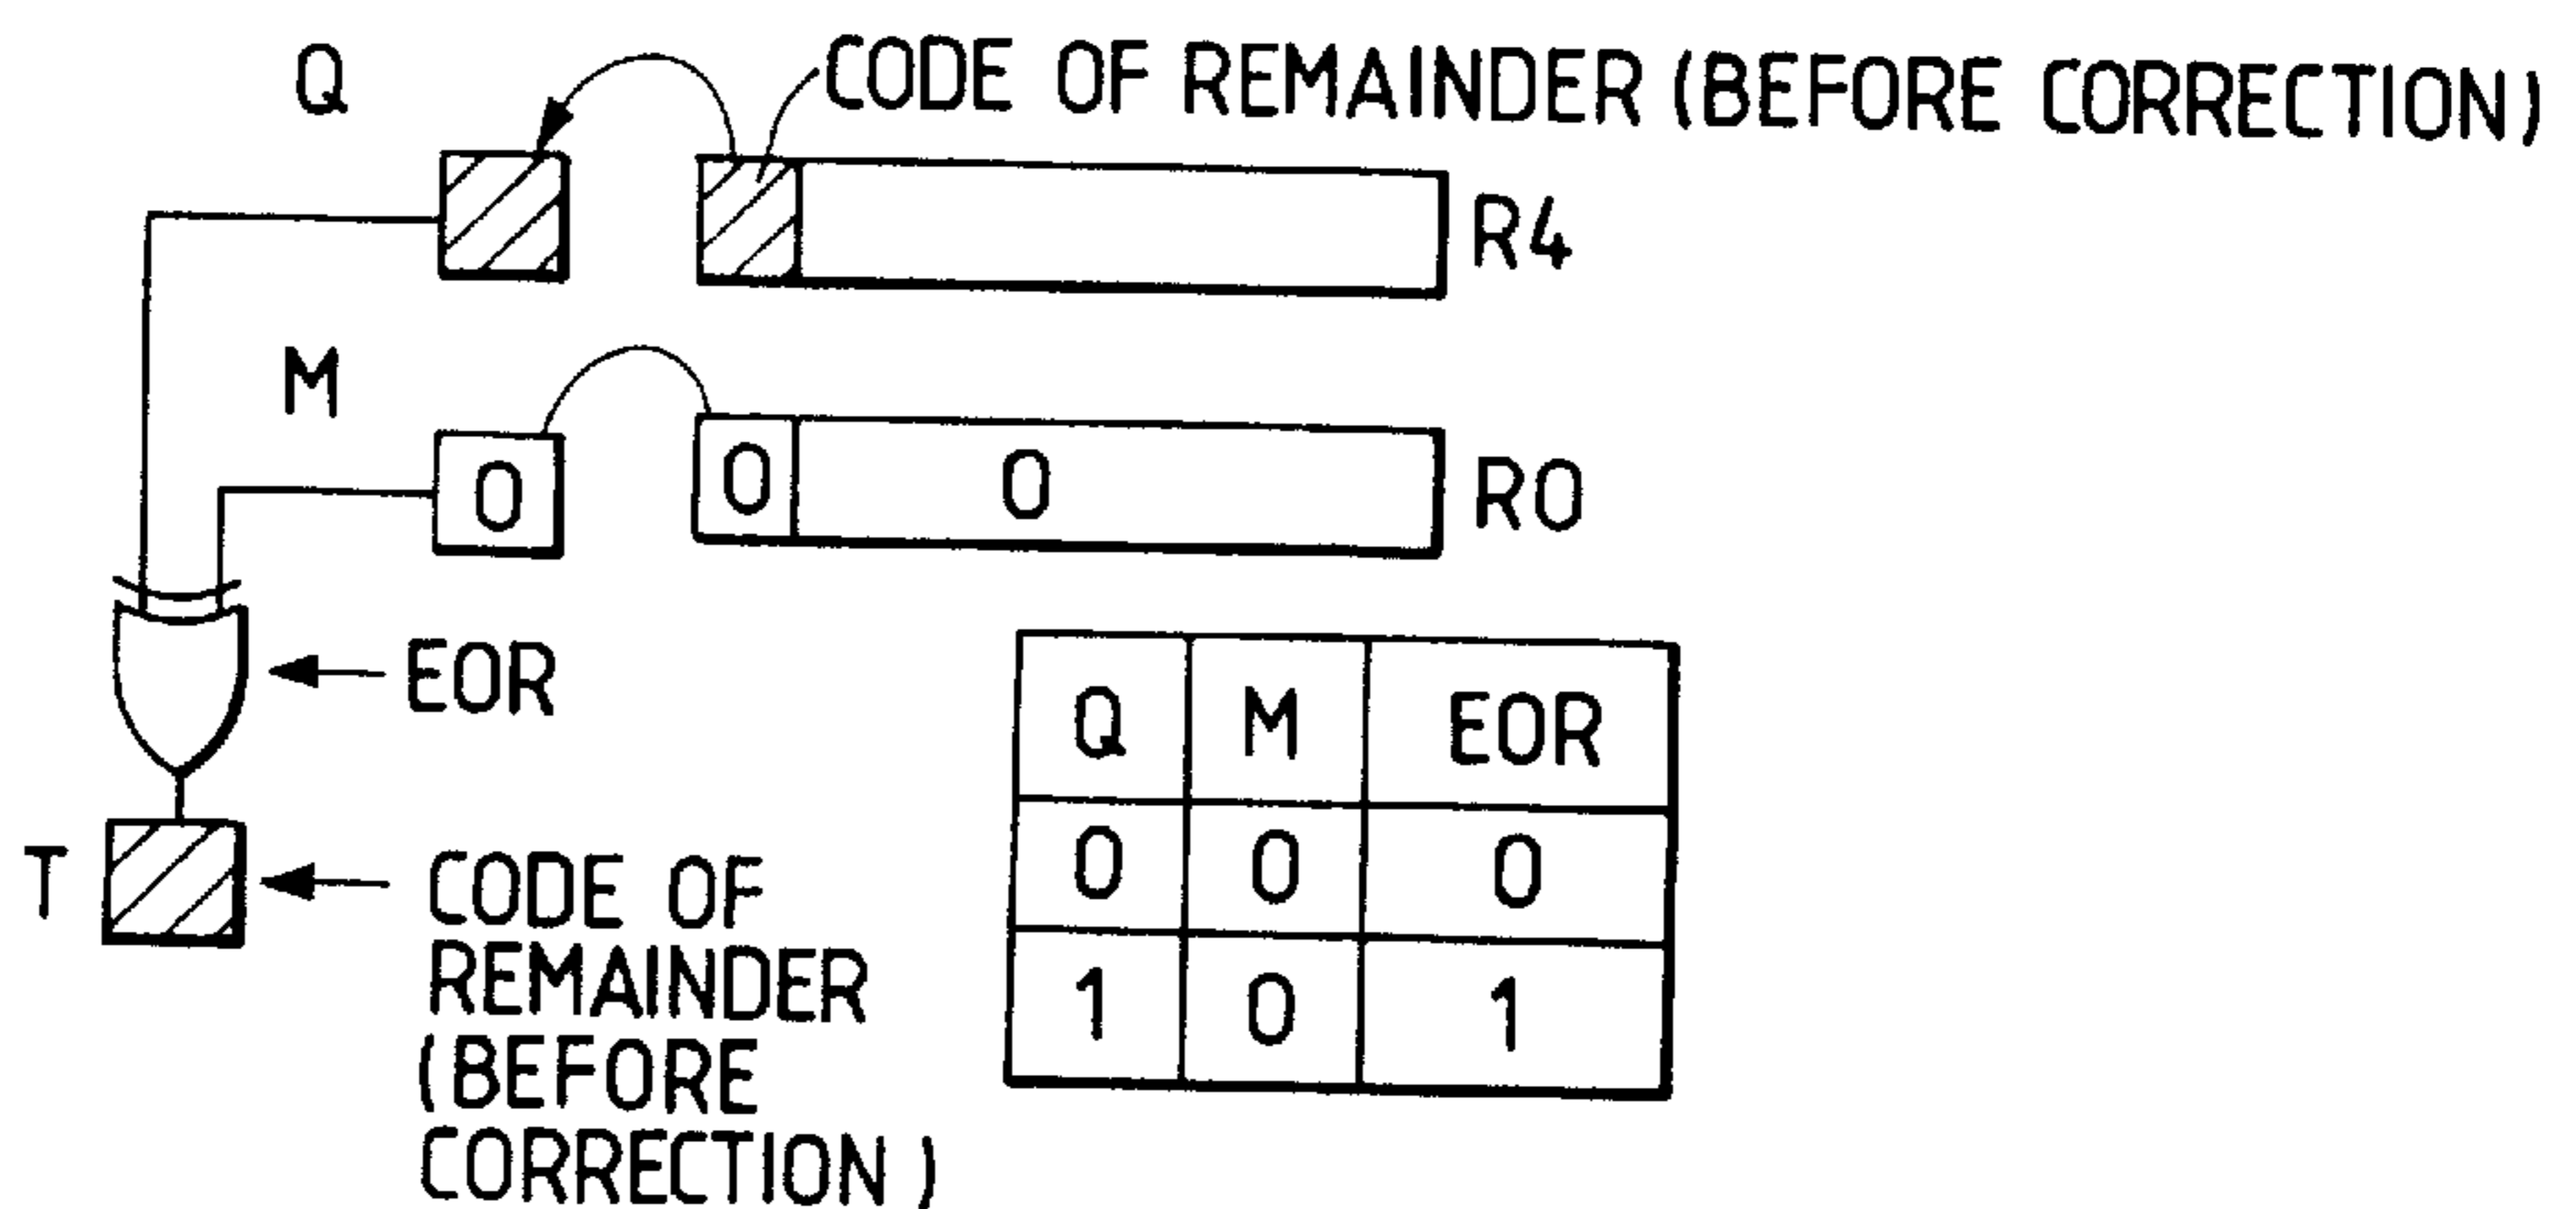 Q
CODE OF REMAINDER (BEFORE CORRECTION)
R4
M
0
0 0
R0
EOR
T
CODE OF
REMAINDER
(BEFORE
CORRECTION)
Q M EOR
0 0 0
1 0 1